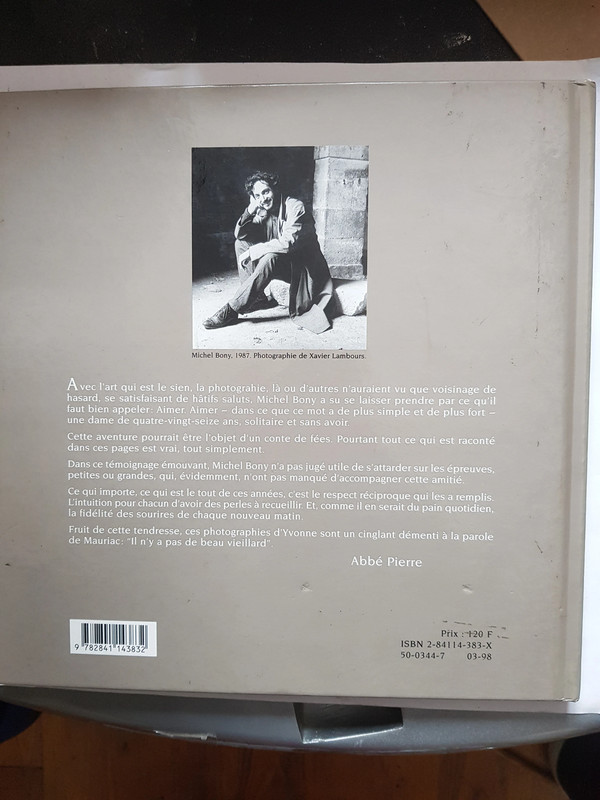 Michel Bony, 1987. Photographie de Xavier Lambours.
Avec l'art qui est le sien, la photograhie, là ou d'autres n'auraient vu que voisinage de
hasard, se satisfaisant de hâtifs saluts, Michel Bony a su se laisser prendre par ce qu'il
faut bien appeler: Aimer. Aimer – dans ce que ce mot a de plus simple et de plus fort –
une dame de quatre-vingt-seize ans, solitaire et sans avoir.
Cette aventure pourrait être l'objet d'un conte de fées. Pourtant tout ce qui est raconté
dans ces pages est vrai, tout simplement.
Dans ce témoignage émouvant, Michel Bony n'a pas jugé utile de s'attarder sur les épreuves,
petites ou grandes, qui, évidemment, n'ont pas manqué d'accompagner cette amitié.
Ce qui importe, ce qui est le tout de ces années, c'est le respect réciproque qui les a remplis.
L'intuition pour chacun d'avoir des perles à recueillir. Et, comme il en serait du pain quotidien,
la fidélité des sourires de chaque nouveau matin.
Fruit de cette tendresse, ces photographies d'Yvonne sont un cinglant démenti à la parole
de Mauriac: "Il n'y a pas de beau vieillard"
Abbé Pierre
9 782841 143832
Prix : 120 F
ISBN 2-84114-383-X
50-0344-7 03-98